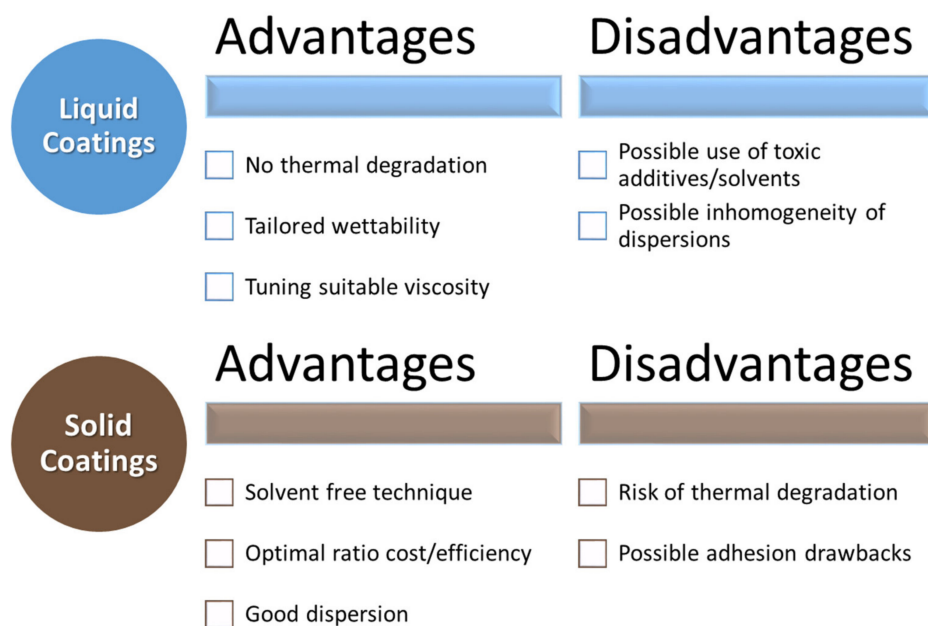 Advantages
Disadvantages
Liquid
Coatings
No thermal degradation
Possible use of toxic
additives/solvents
Tailored wettability
Possible inhomogeneity of
dispersions
Tuning suitable viscosity
Advantages
Disadvantages
Solid
Coatings
Solvent free technique
Risk of thermal degradation
Optimal ratio cost/efficiency
Possible adhesion drawbacks
Good dispersion